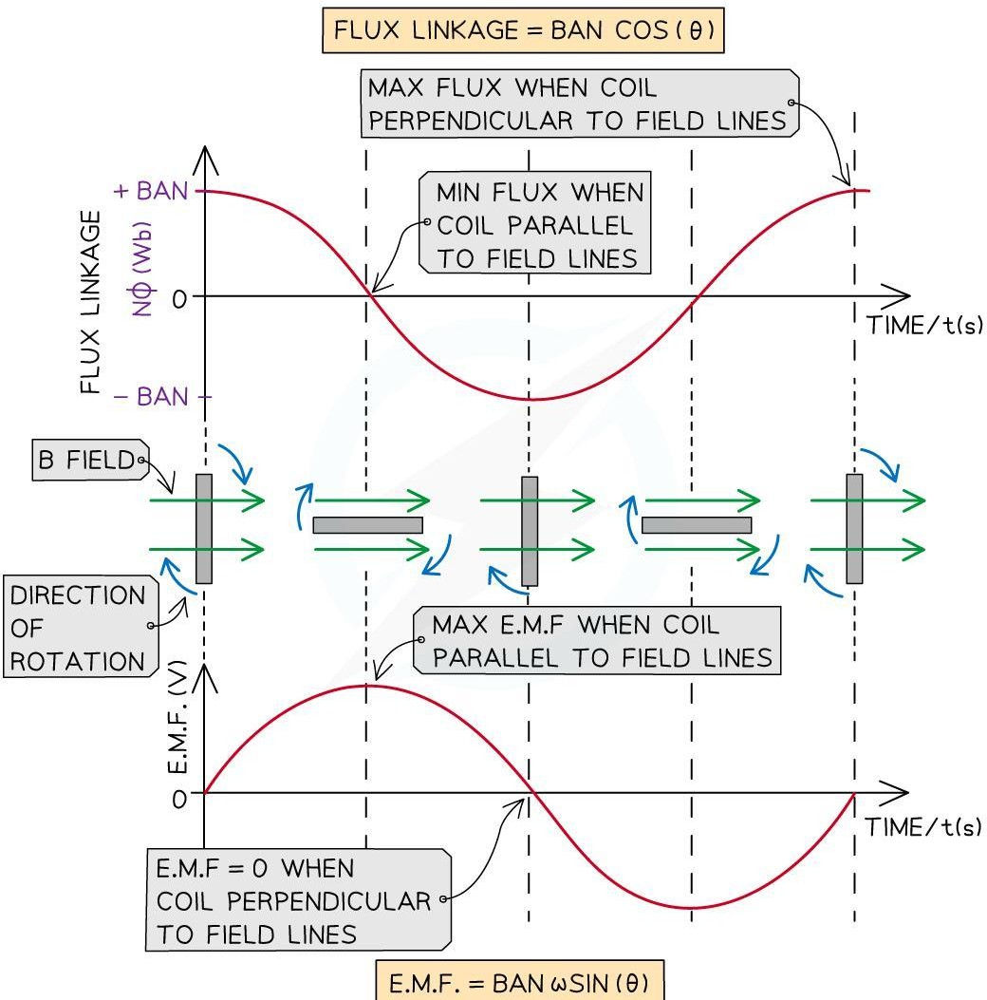 FLUX LINKAGE = BAN COS (θ)
MAX FLUX WHEN COIL
PERPENDICULAR TO FIELD LINES
+ BAN
MIN FLUX WHEN
COIL PARALLEL
TO FIELD LINES
FLUX LINKAGE
NΦ (Wb)
0
TIME/t(s)
– BAN
B FIELD
DIRECTION
OF
ROTATION
MAX E.M.F WHEN COIL
PARALLEL TO FIELD LINES
E.M.F. (V)
0
TIME/t(s)
E.M.F = 0 WHEN
COIL PERPENDICULAR
TO FIELD LINES
E.M.F. = BAN ωSIN (θ)